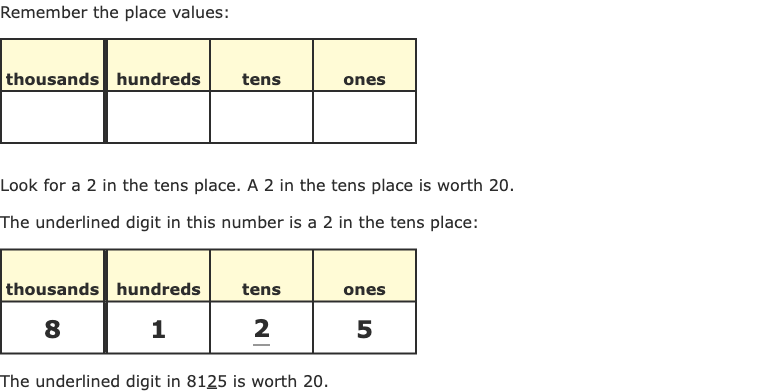 Remember the place values:
thousands hundreds tens ones
Look for a 2 in the tens place. A 2 in the tens place is worth 20.
The underlined digit in this number is a 2 in the tens place:
thousands hundreds tens ones
8 1 2 5
The underlined digit in 8125 is worth 20.